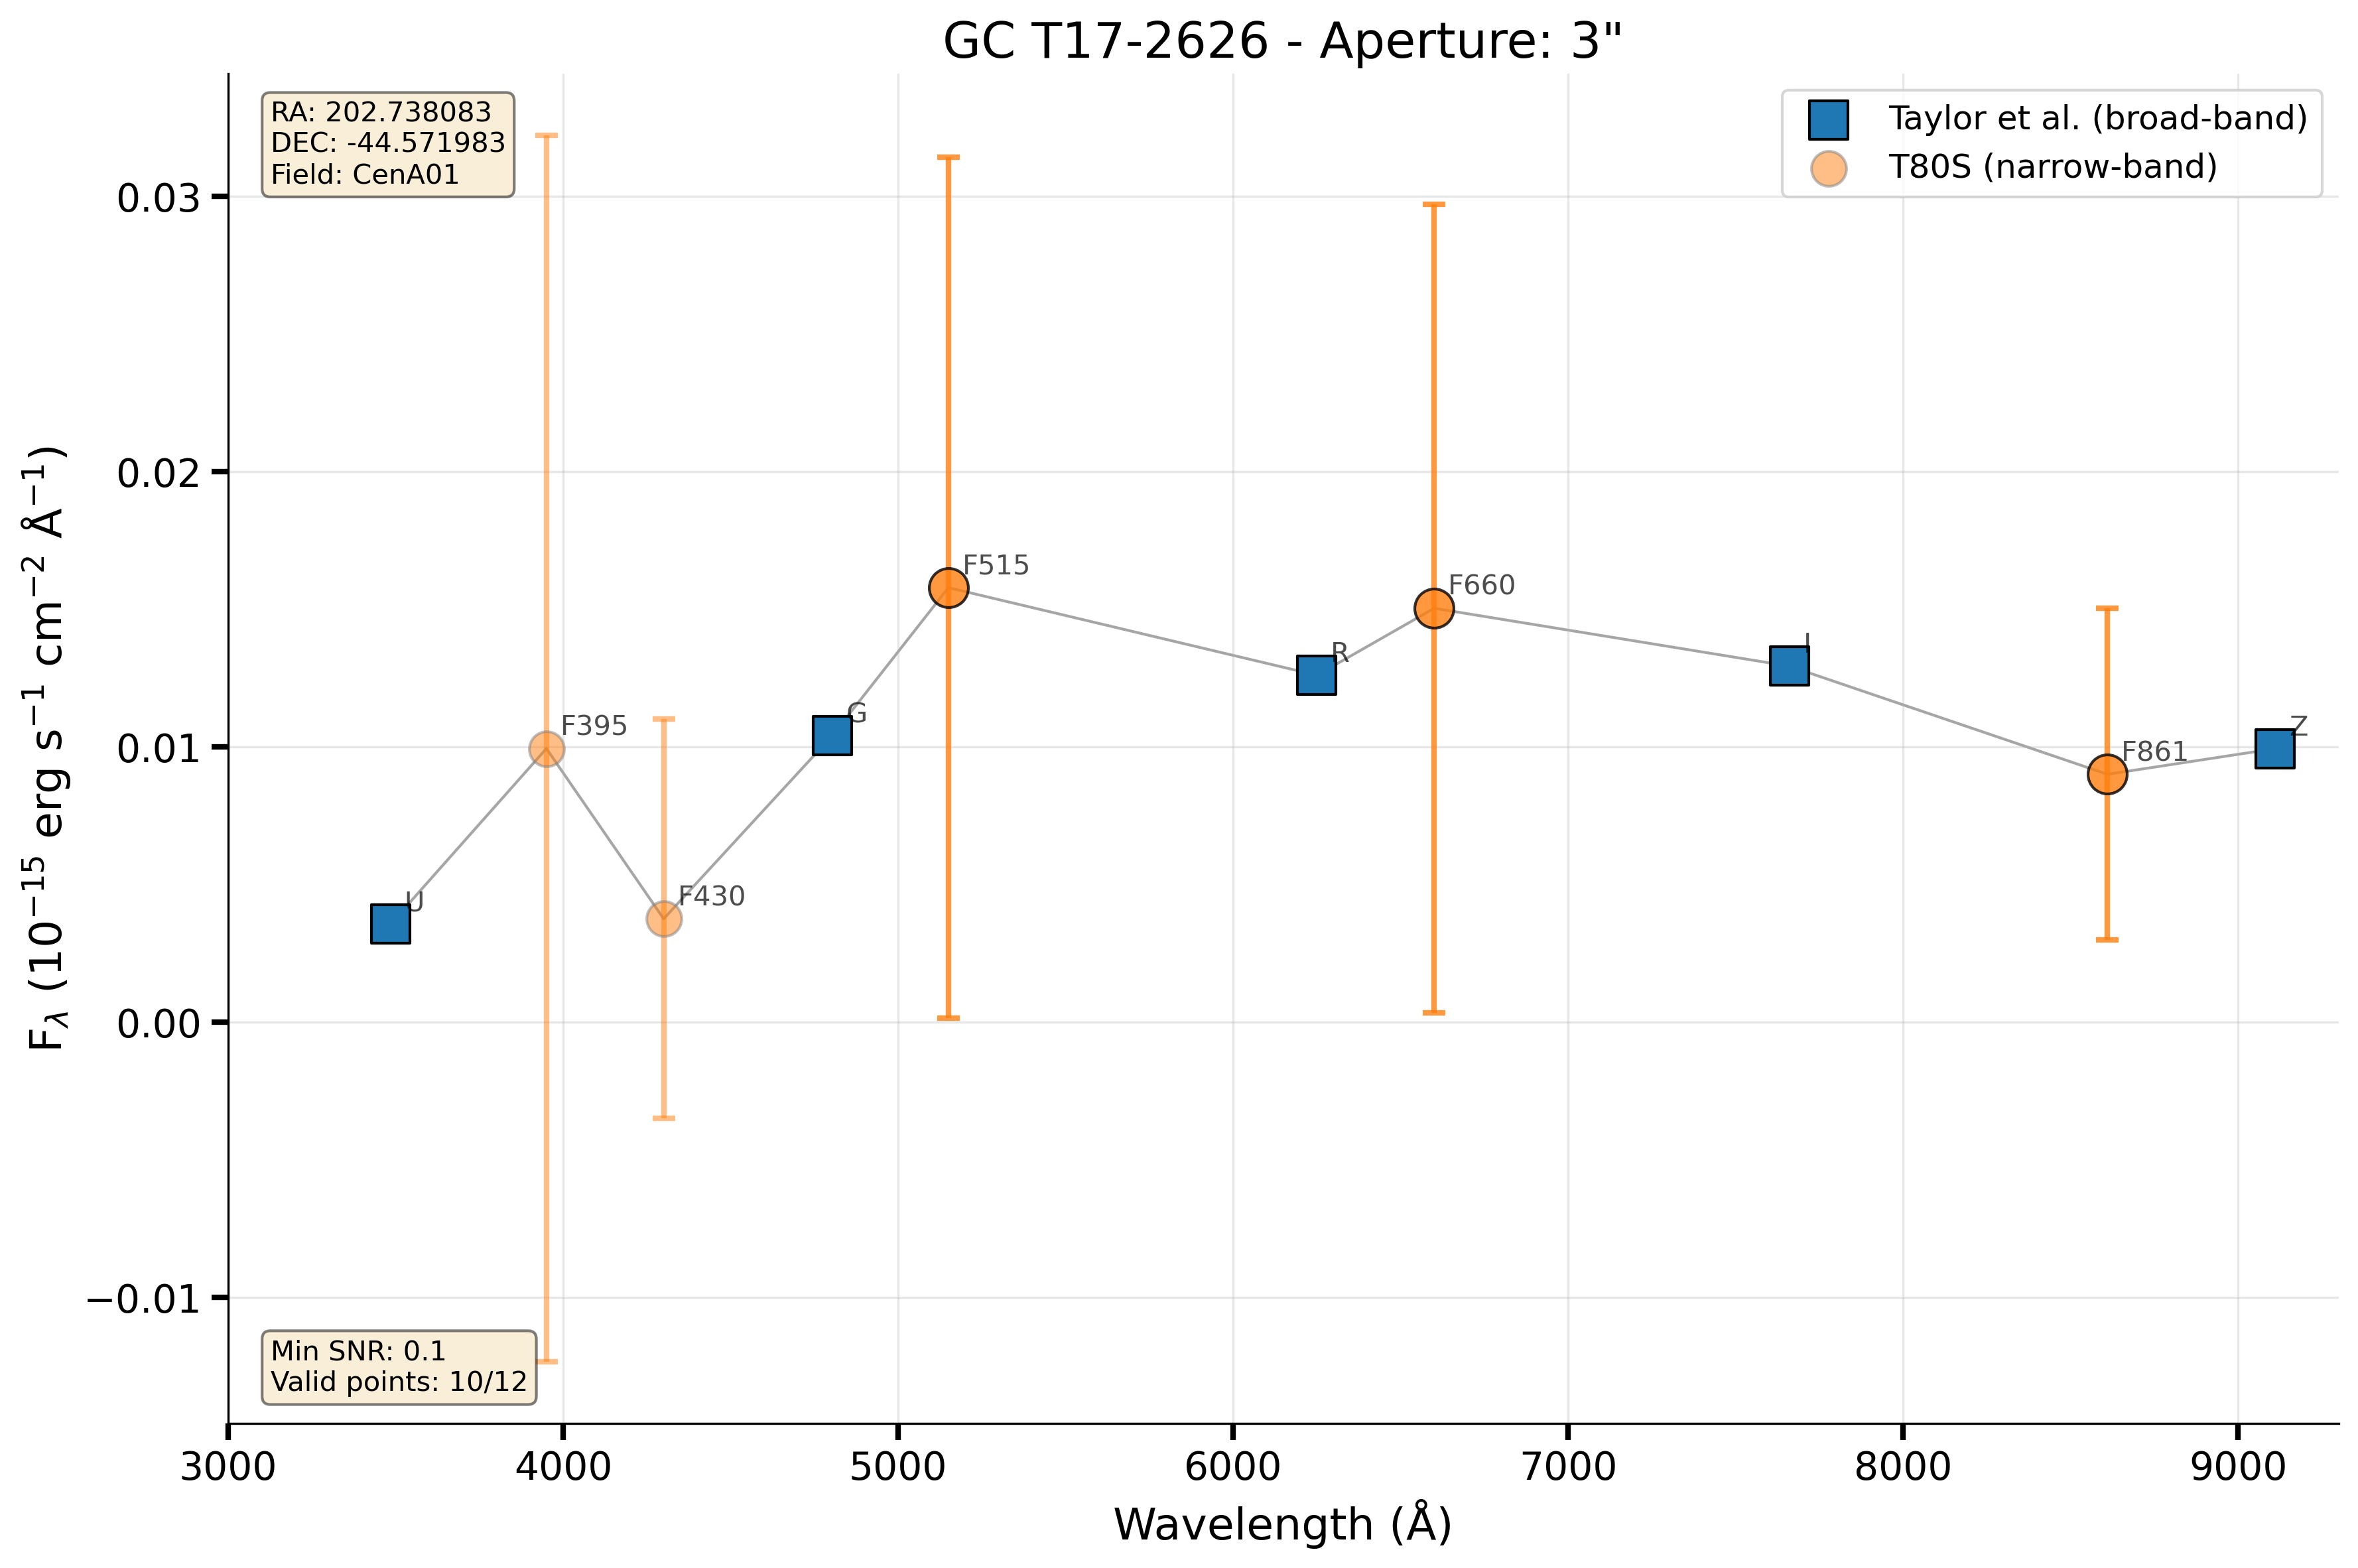 GC T17-2626 - Aperture: 3"
RA: 202.738083
DEC: -44.571983
Field: CenA01
Taylor et al. (broad-band)
T80S (narrow-band)
F$_λ$ (10$^{−15}$ erg s$^{−1}$ cm$^{−2}$ Å$^{−1}$)
0.03
0.02
0.01
0.00
−0.01
U
F395
F430
G
F515
R
F660
I
F861
Z
Min SNR: 0.1
Valid points: 10/12
3000 4000 5000 6000 7000 8000 9000
Wavelength (Å)